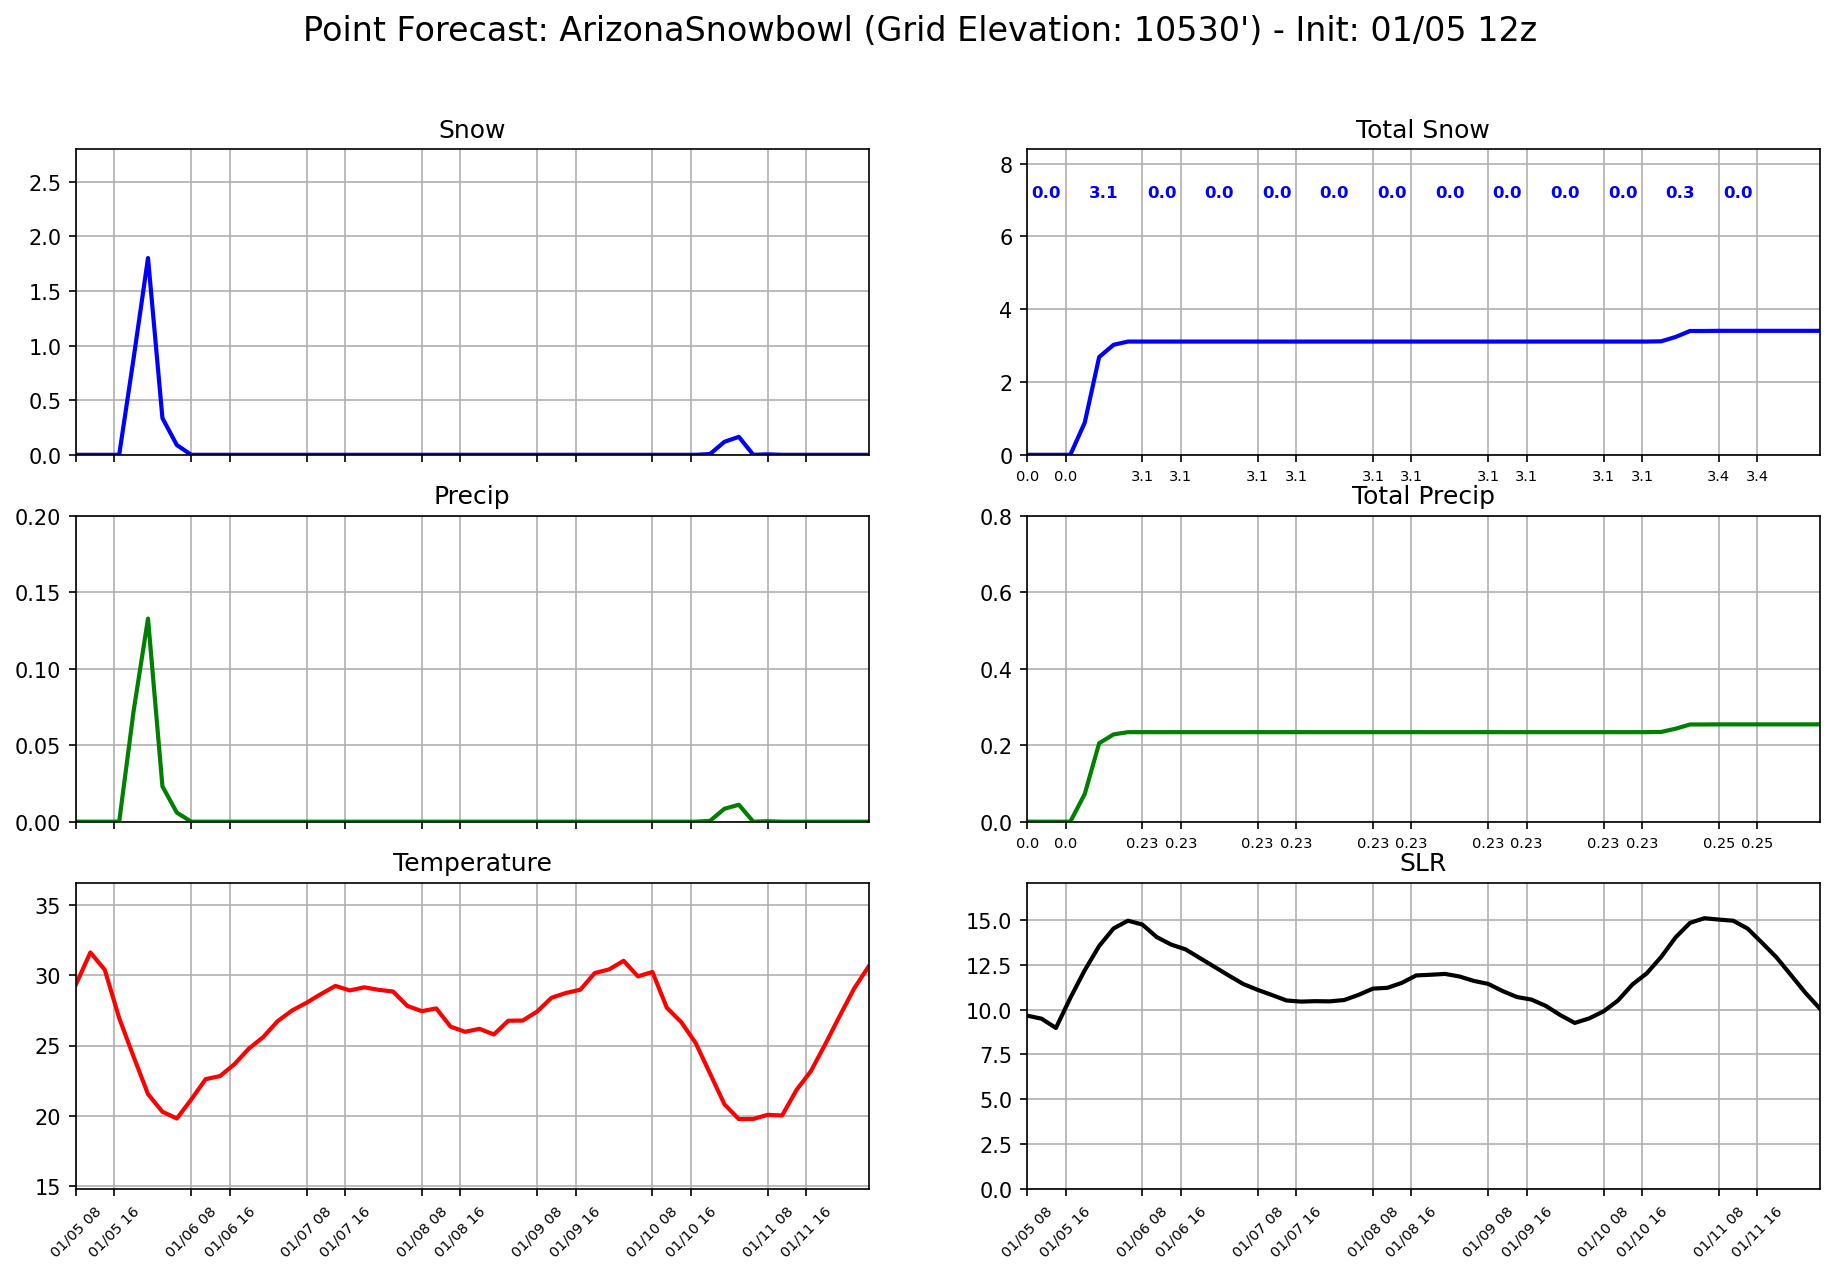 Point Forecast: ArizonaSnowbowl (Grid Elevation: 10530') - Init: 01/05 12z
Snow
2.5
2.0
1.5
1.0
0.5
0.0
Total Snow
8
6
4
2
0
0.0 3.1 0.0 0.0 0.0 0.0 0.0 0.0 0.0 0.0 0.0 0.3 0.0
0.0 0.0 3.1 3.1 3.1 3.1 3.1 3.1 3.1 3.1 3.1 3.1 3.4 3.4
Precip
0.20
0.15
0.10
0.05
0.00
Total Precip
0.8
0.6
0.4
0.2
0.0
0.0 0.0 0.23 0.23 0.23 0.23 0.23 0.23 0.23 0.23 0.23 0.23 0.25 0.25
Temperature
35
30
25
20
15
01/05 08 01/05 16 01/06 08 01/06 16 01/07 08 01/07 16 01/08 08 01/08 16 01/09 08 01/09 16 01/10 08 01/10 16 01/11 08 01/11 16
SLR
15.0
12.5
10.0
7.5
5.0
2.5
0.0
01/05 08 01/05 16 01/06 08 01/06 16 01/07 08 01/07 16 01/08 08 01/08 16 01/09 08 01/09 16 01/10 08 01/10 16 01/11 08 01/11 16